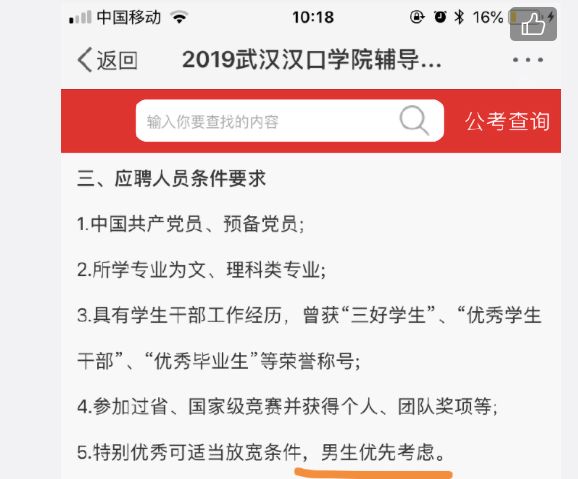 中国移动 10:18 16%
返回 2019武汉汉口学院辅导...
输入你要查找的内容 公考查询
三、应聘人员条件要求
1.中国共产党员、预备党员;
2.所学专业为文、理科类专业;
3.具有学生干部工作经历，曾获“三好学生”、“优秀学生
干部”、“优秀毕业生”等荣誉称号;
4.参加过省、国家级竞赛并获得个人、团队奖项等;
5.特别优秀可适当放宽条件，男生优先考虑。